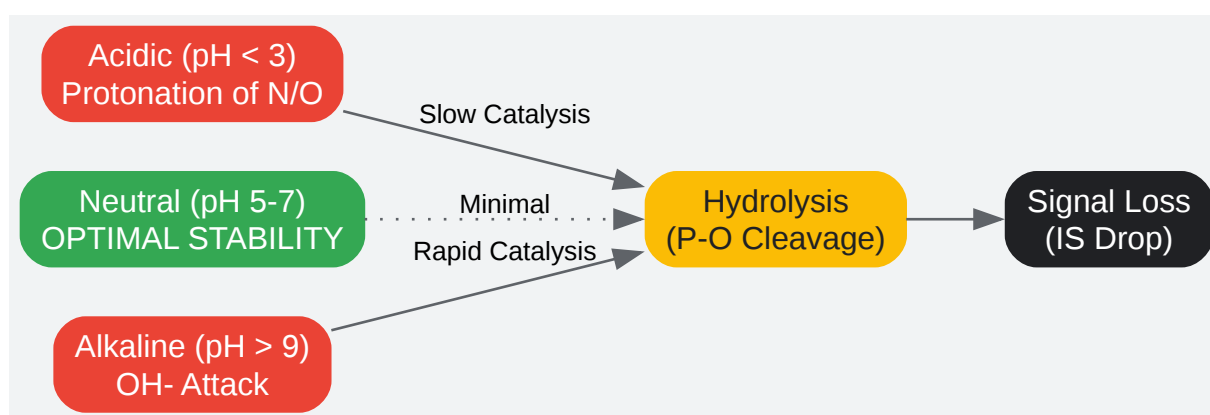 Acidic (pH < 3)
Protonation of N/O
Slow Catalysis
Neutral (pH 5-7)
OPTIMAL STABILITY
Minimal
Rapid Catalysis
Alkaline (pH > 9)
OH- Attack
Hydrolysis
(P-O Cleavage)
Signal Loss
(IS Drop)